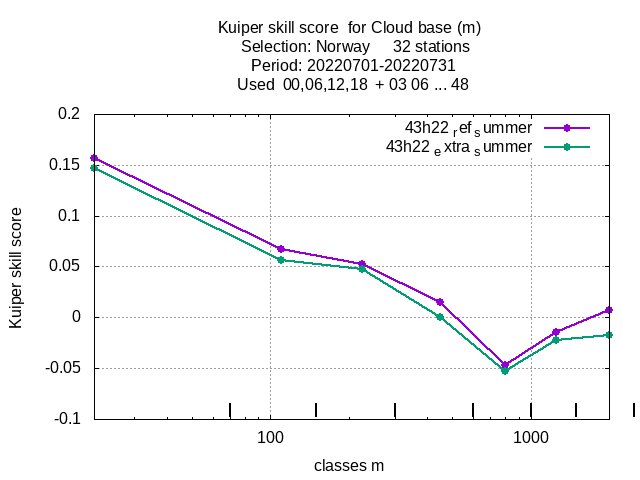 Kuiper skill score for Cloud base (m)
Selection: Norway 32 stations
Period: 20220701-20220731
Used 00,06,12,18 + 03 06 ... 48
43h22 ref summer
43h22 extra summer
0.2
0.15
0.1
0.05
0
-0.05
-0.1
Kuiper skill score
100
1000
classes m